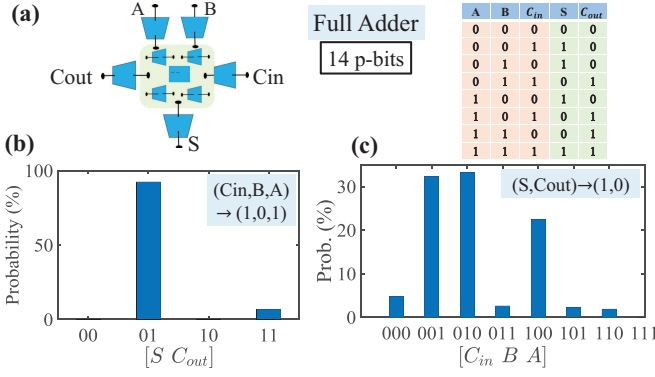 (a)
A B
Cout Cin
S
Full Adder
14 p-bits
A B C_in S C_out
0 0 0 0 0
0 0 1 1 0
0 1 0 1 0
0 1 1 0 1
1 0 0 1 0
1 0 1 0 1
1 1 0 0 1
1 1 1 1 1
(b)
Probability (%)
100
50
0
(Cin,B,A)
→ (1,0,1)
00 01 10 11
[S C_out]
(c)
Prob. (%)
30
20
10
0
(S,Cout)→(1,0)
000 001 010 011 100 101 110 111
[C_in B A]